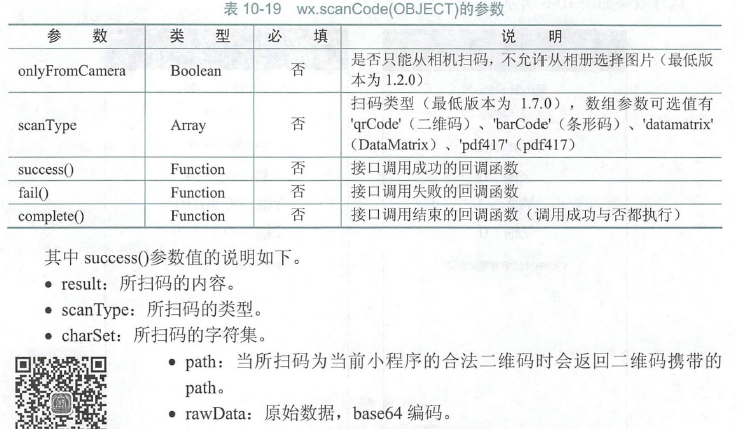 表 10-19 wx.scanCode(OBJECT)的参数
参 数 类 型 必 填 说 明
onlyFromCamera Boolean 否 是否只能从相机扫码，不允许从相册选择图片（最低版
本为 1.2.0）
scanType Array 否 扫码类型（最低版本为 1.7.0），数组参数可选值有
'qrCode'（二维码）、'barCode'（条形码）、'datamatrix'
（DataMatrix）、'pdf417'（pdf417）
success() Function 否 接口调用成功的回调函数
fail() Function 否 接口调用失败的回调函数
complete() Function 否 接口调用结束的回调函数（调用成功与否都执行）
其中 success()参数值的说明如下。
• result：所扫码的内容。
• scanType：所扫码的类型。
• charSet：所扫码的字符集。
• path：当所扫码为当前小程序的合法二维码时会返回二维码携带的
path。
• rawData：原始数据，base64 编码。